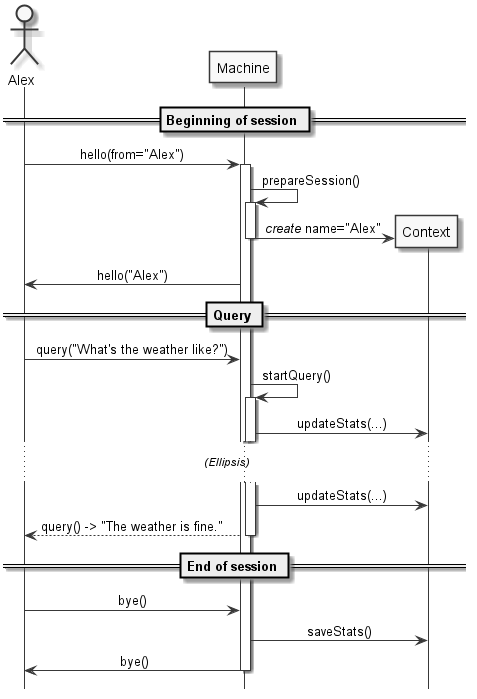 Alex
Machine
Beginning of session
hello(from="Alex")
prepareSession()
create name="Alex"
Context
hello("Alex")
Query
query("What's the weather like?")
startQuery()
updateStats(...)
(Ellipsis)
updateStats(...)
query() -> "The weather is fine."
End of session
bye()
saveStats()
bye()